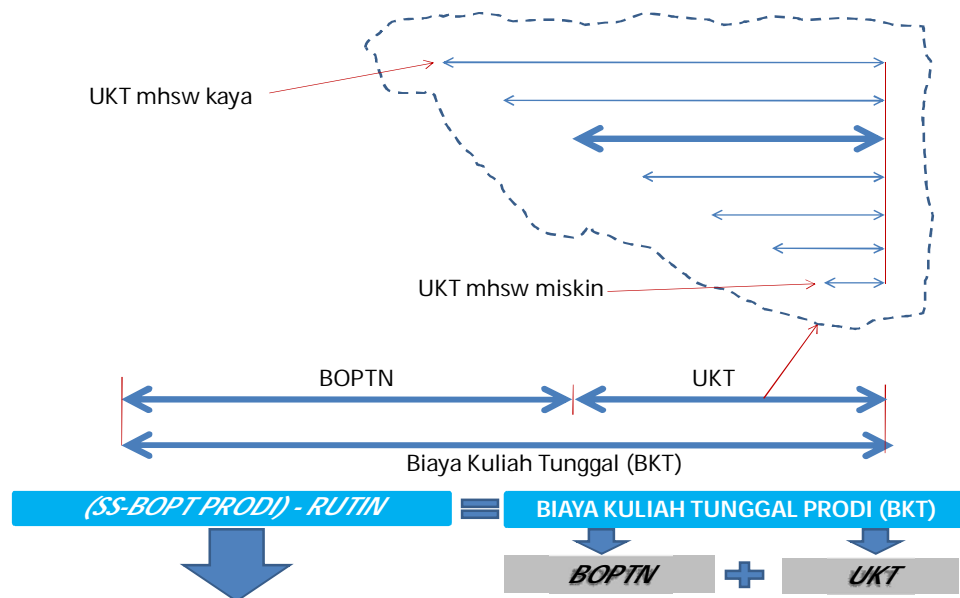 UKT mhsw kaya
UKT mhsw miskin
BOPTN
UKT
Biaya Kuliah Tunggal (BKT)
(SS-BOPT PRODI) - RUTIN
BIAYA KULIAH TUNGGAL PRODI (BKT)
BOPTN
UKT